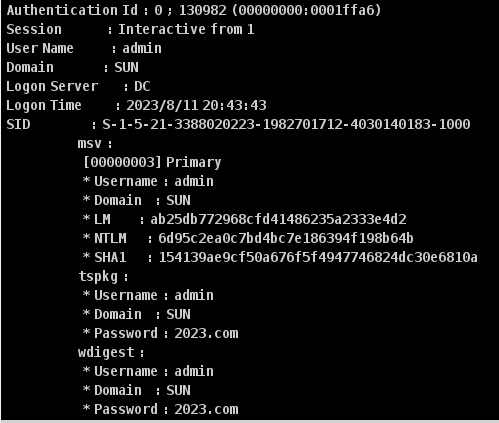 Authentication Id : 0 ; 130982 (00000000:0001ffa6)
Session : Interactive from 1
User Name : admin
Domain : SUN
Logon Server : DC
Logon Time : 2023/8/11 20:43:43
SID : S-1-5-21-3388020223-1982701712-4030140183-1000
msv :
[00000003] Primary
* Username : admin
* Domain : SUN
* LM : ab25db772968cfd41486235a2333e4d2
* NTLM : 6d95c2ea0c7bd4bc7e186394f198b64b
* SHA1 : 154139ae9cf50a676f5f4947746824dc30e6810a
tspkg :
* Username : admin
* Domain : SUN
* Password : 2023.com
wdigest :
* Username : admin
* Domain : SUN
* Password : 2023.com